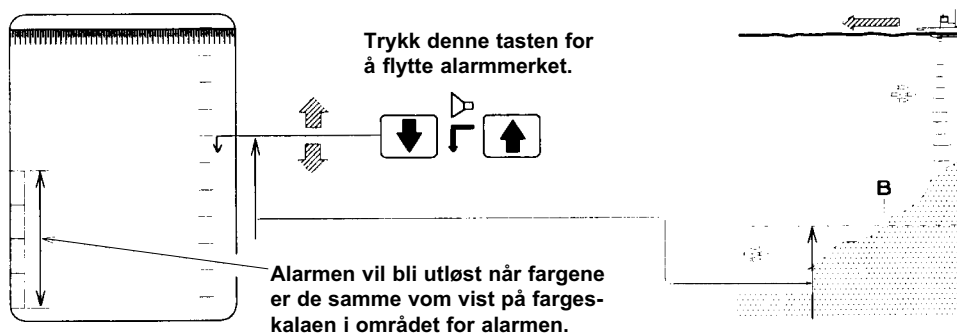 Trykk denne tasten for
å flytte alarmmerket.
B
Alarmen vil bli utløst når fargene
er de samme vom vist på farges-
kalaen i området for alarmen.